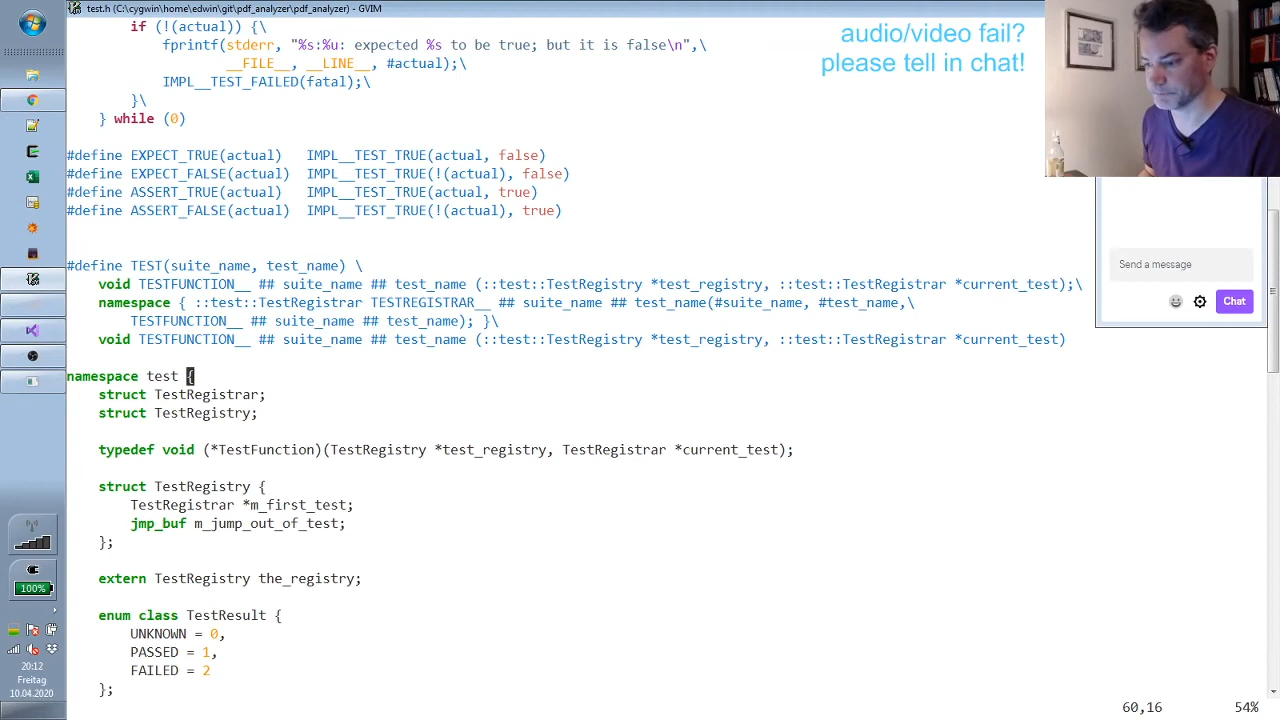 test.h (C:\cygwin\home\edwin\git\pdf_analyzer\pdf_analyzer) - GVIM
audio/video fail?
please tell in chat!
        if (!(actual)) {\
            fprintf(stderr, "%s:%u: expected %s to be true; but it is false\n",\
                    __FILE__, __LINE__, #actual);\
            IMPL__TEST_FAILED(fatal);\
        }\
    } while (0)
#define EXPECT_TRUE(actual)   IMPL__TEST_TRUE(actual, false)
#define EXPECT_FALSE(actual)  IMPL__TEST_TRUE(!(actual), false)
#define ASSERT_TRUE(actual)   IMPL__TEST_TRUE(actual, true)
#define ASSERT_FALSE(actual)  IMPL__TEST_TRUE(!(actual), true)
#define TEST(suite_name, test_name) \
    void TESTFUNCTION__ ## suite_name ## test_name (::test::TestRegistry *test_registry, ::test::TestRegistrar *current_test);\
    namespace { ::test::TestRegistrar TESTREGISTRAR__ ## suite_name ## test_name(#suite_name, #test_name,\
        TESTFUNCTION__ ## suite_name ## test_name); }\
    void TESTFUNCTION__ ## suite_name ## test_name (::test::TestRegistry *test_registry, ::test::TestRegistrar *current_test)
namespace test {
    struct TestRegistrar;
    struct TestRegistry;
    typedef void (*TestFunction)(TestRegistry *test_registry, TestRegistrar *current_test);
    struct TestRegistry {
        TestRegistrar *m_first_test;
        jmp_buf m_jump_out_of_test;
    };
    extern TestRegistry the_registry;
    enum class TestResult {
        UNKNOWN = 0,
        PASSED = 1,
        FAILED = 2
    };
60,16
54%
Send a message
Chat
100%
20:12
Freitag
10.04.2020